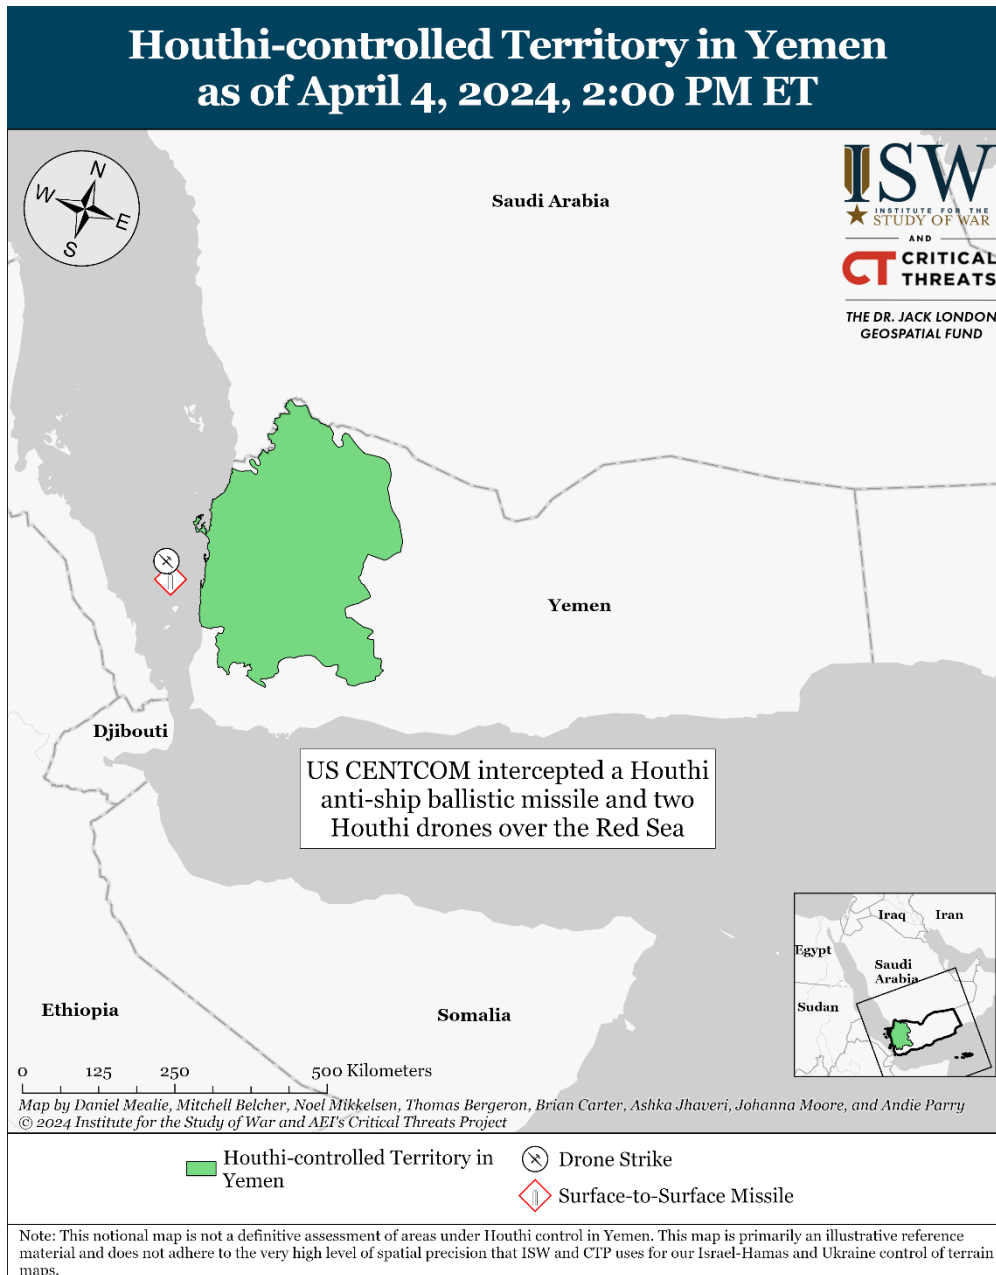 Houthi-controlled Territory in Yemen
as of April 4, 2024, 2:00 PM ET
N
W
E
S
Saudi Arabia
ISW
INSTITUTE FOR THE
STUDY OF WAR
AND
CT CRITICAL
THREATS
THE DR. JACK LONDON
GEOSPATIAL FUND
Yemen
Djibouti
US CENTCOM intercepted a Houthi
anti-ship ballistic missile and two
Houthi drones over the Red Sea
Iraq
Iran
Egypt
Saudi
Arabia
Sudan
Ethiopia
Somalia
0 125 250 500 Kilometers
Map by Daniel Mealie, Mitchell Belcher, Noel Mikkelsen, Thomas Bergeron, Brian Carter, Ashka Jhaveri, Johanna Moore, and Andie Parry
© 2024 Institute for the Study of War and AEI's Critical Threats Project
Houthi-controlled Territory in
Yemen
Drone Strike
Surface-to-Surface Missile
Note: This notional map is not a definitive assessment of areas under Houthi control in Yemen. This map is primarily an illustrative reference
material and does not adhere to the very high level of spatial precision that ISW and CTP uses for our Israel-Hamas and Ukraine control of terrain
maps.